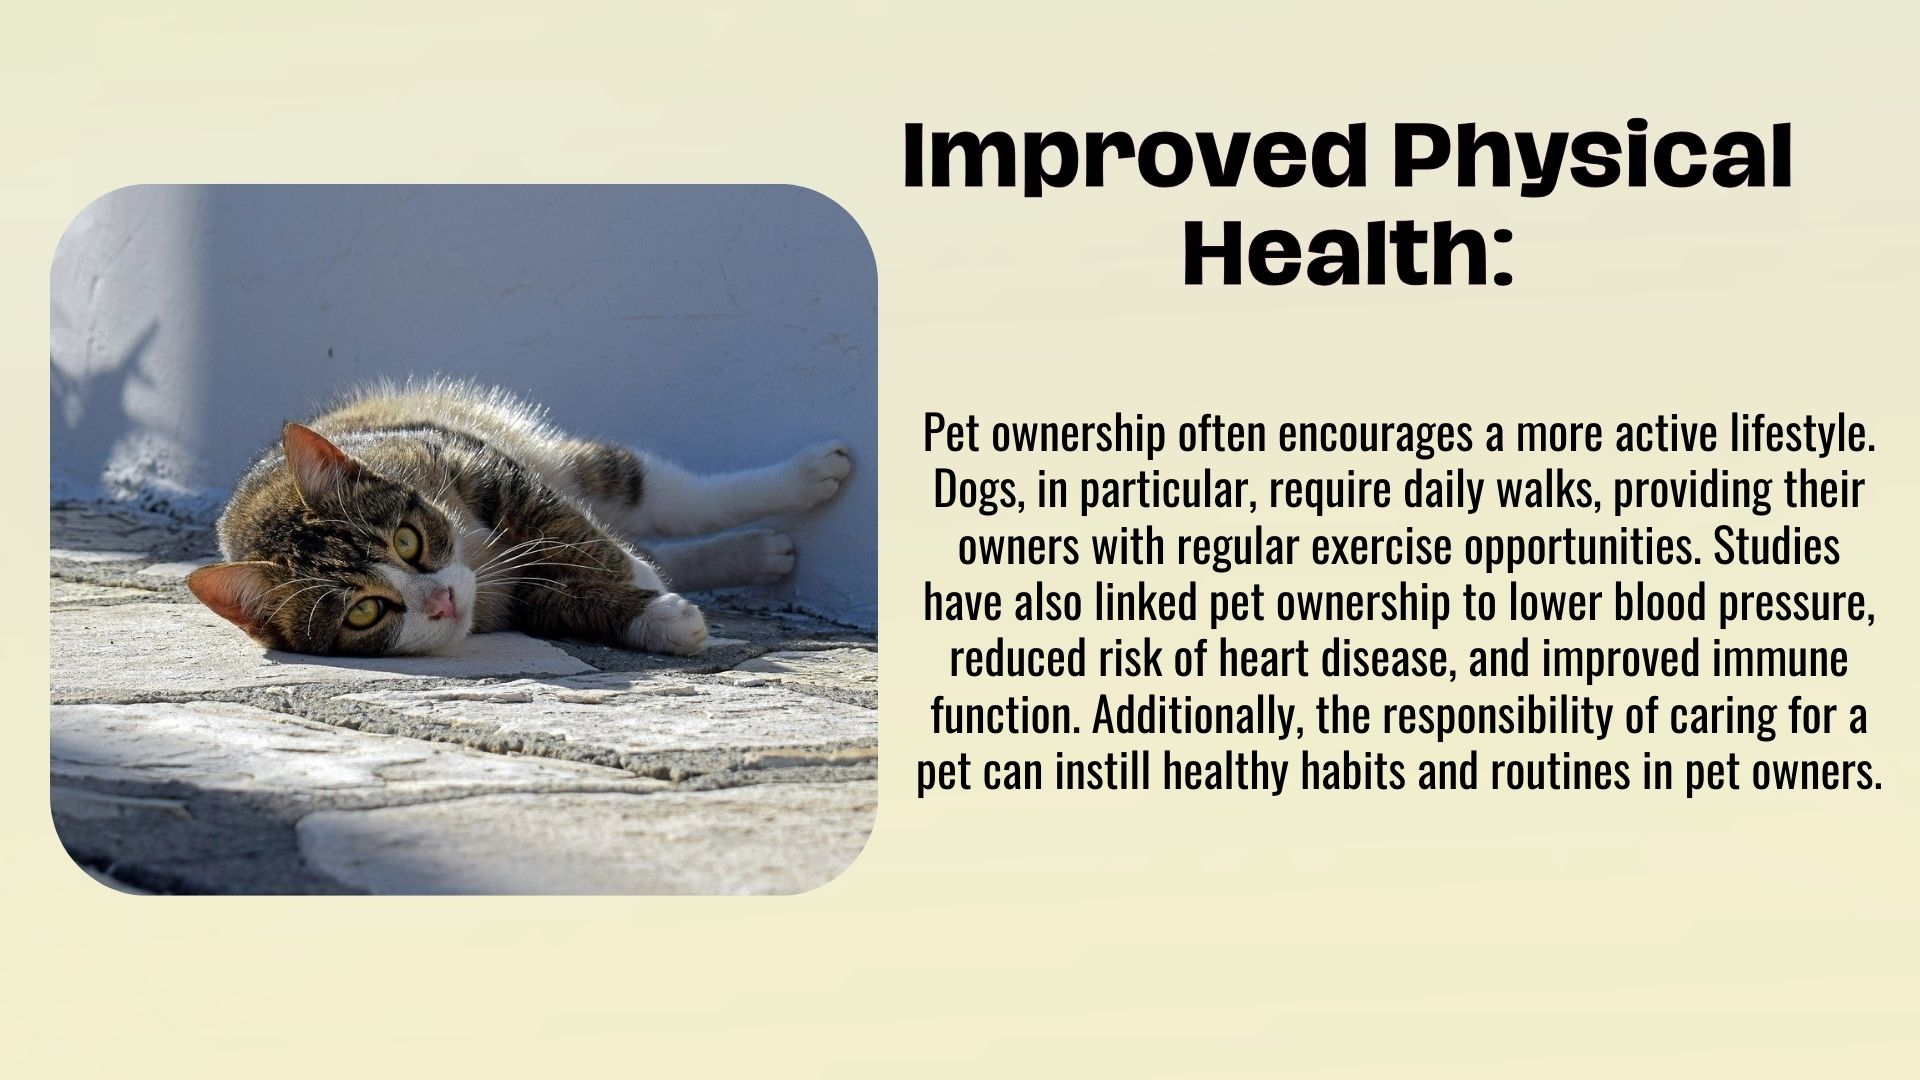 Improved Physical
Health:
Pet ownership often encourages a more active lifestyle.
Dogs, in particular, require daily walks, providing their
owners with regular exercise opportunities. Studies
have also linked pet ownership to lower blood pressure,
reduced risk of heart disease, and improved immune
function. Additionally, the responsibility of caring for a
pet can instill healthy habits and routines in pet owners.